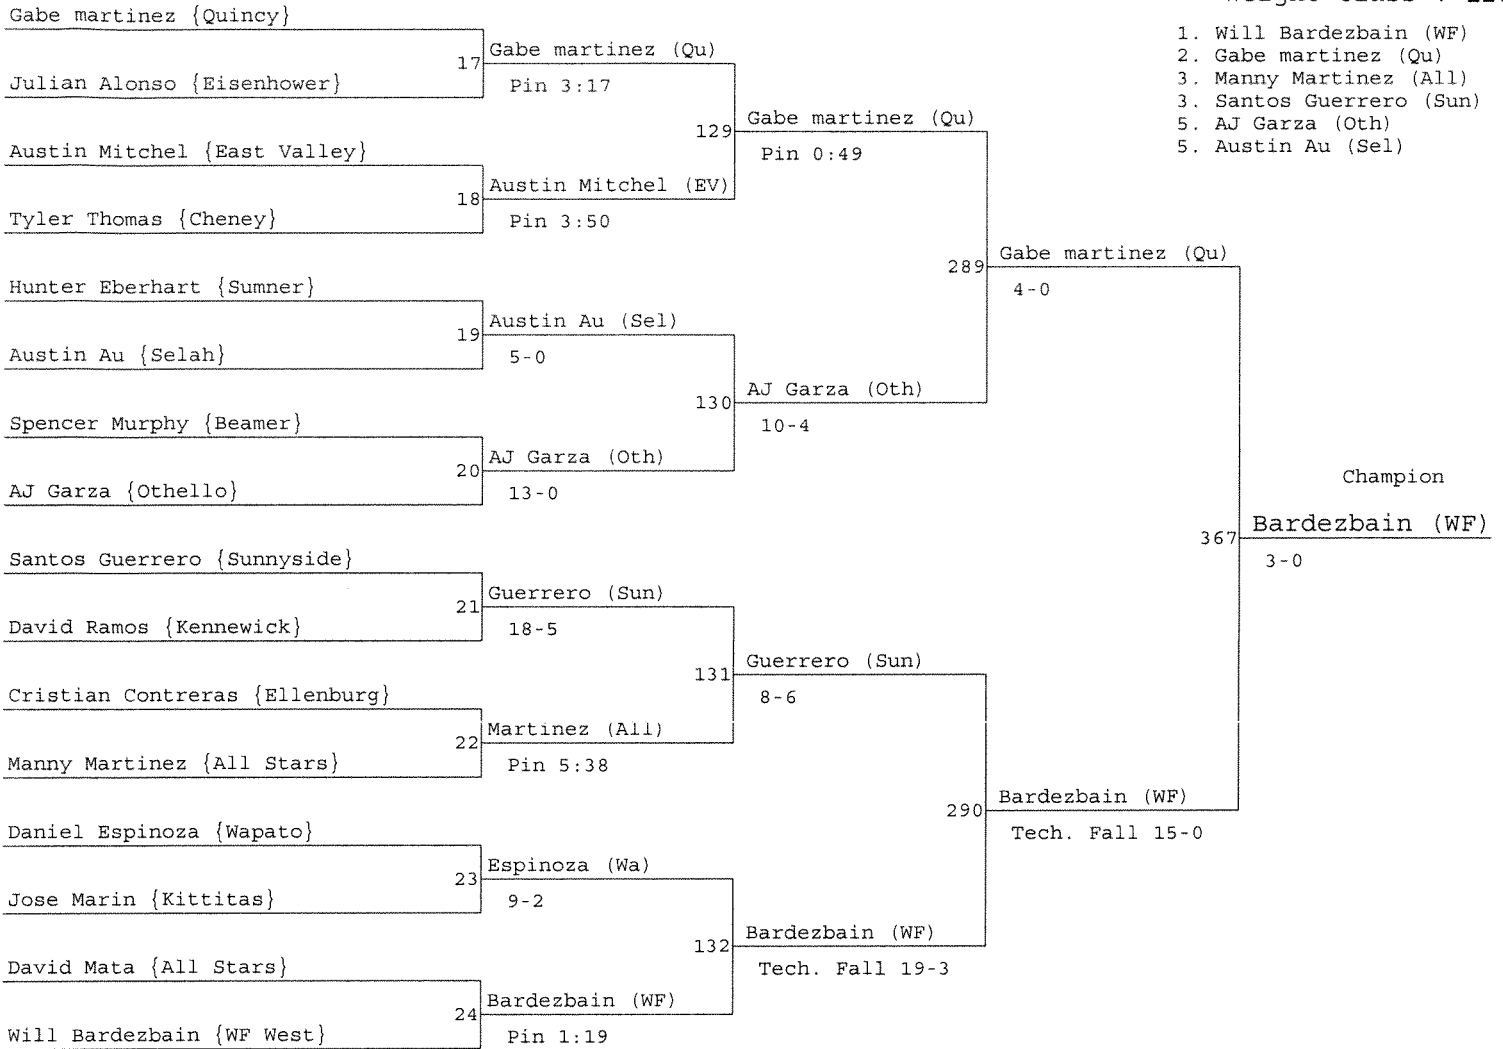 Gabe martinez {Quincy}
17
Gabe martinez (Qu)
Pin 3:17
Julian Alonso {Eisenhower}
129
Gabe martinez (Qu)
Pin 0:49
Austin Mitchel {East Valley}
18
Austin Mitchel (EV)
Pin 3:50
Tyler Thomas {Cheney}
289
Gabe martinez (Qu)
4-0
Hunter Eberhart {Sumner}
19
Austin Au (Sel)
5-0
Austin Au {Selah}
130
AJ Garza (Oth)
10-4
Spencer Murphy {Beamer}
20
AJ Garza (Oth)
13-0
AJ Garza {Othello}
Champion
367
Bardezbain (WF)
3-0
Santos Guerrero {Sunnyside}
21
Guerrero (Sun)
18-5
David Ramos {Kennewick}
131
Guerrero (Sun)
8-6
Cristian Contreras {Ellenburg}
22
Martinez (All)
Pin 5:38
Manny Martinez {All Stars}
290
Bardezbain (WF)
Tech. Fall 15-0
Daniel Espinoza {Wapato}
23
Espinoza (Wa)
9-2
Jose Marin {Kittitas}
132
Bardezbain (WF)
Tech. Fall 19-3
David Mata {All Stars}
24
Bardezbain (WF)
Pin 1:19
Will Bardezbain {WF West}
1. Will Bardezbain (WF)
2. Gabe martinez (Qu)
3. Manny Martinez (All)
3. Santos Guerrero (Sun)
5. AJ Garza (Oth)
5. Austin Au (Sel)